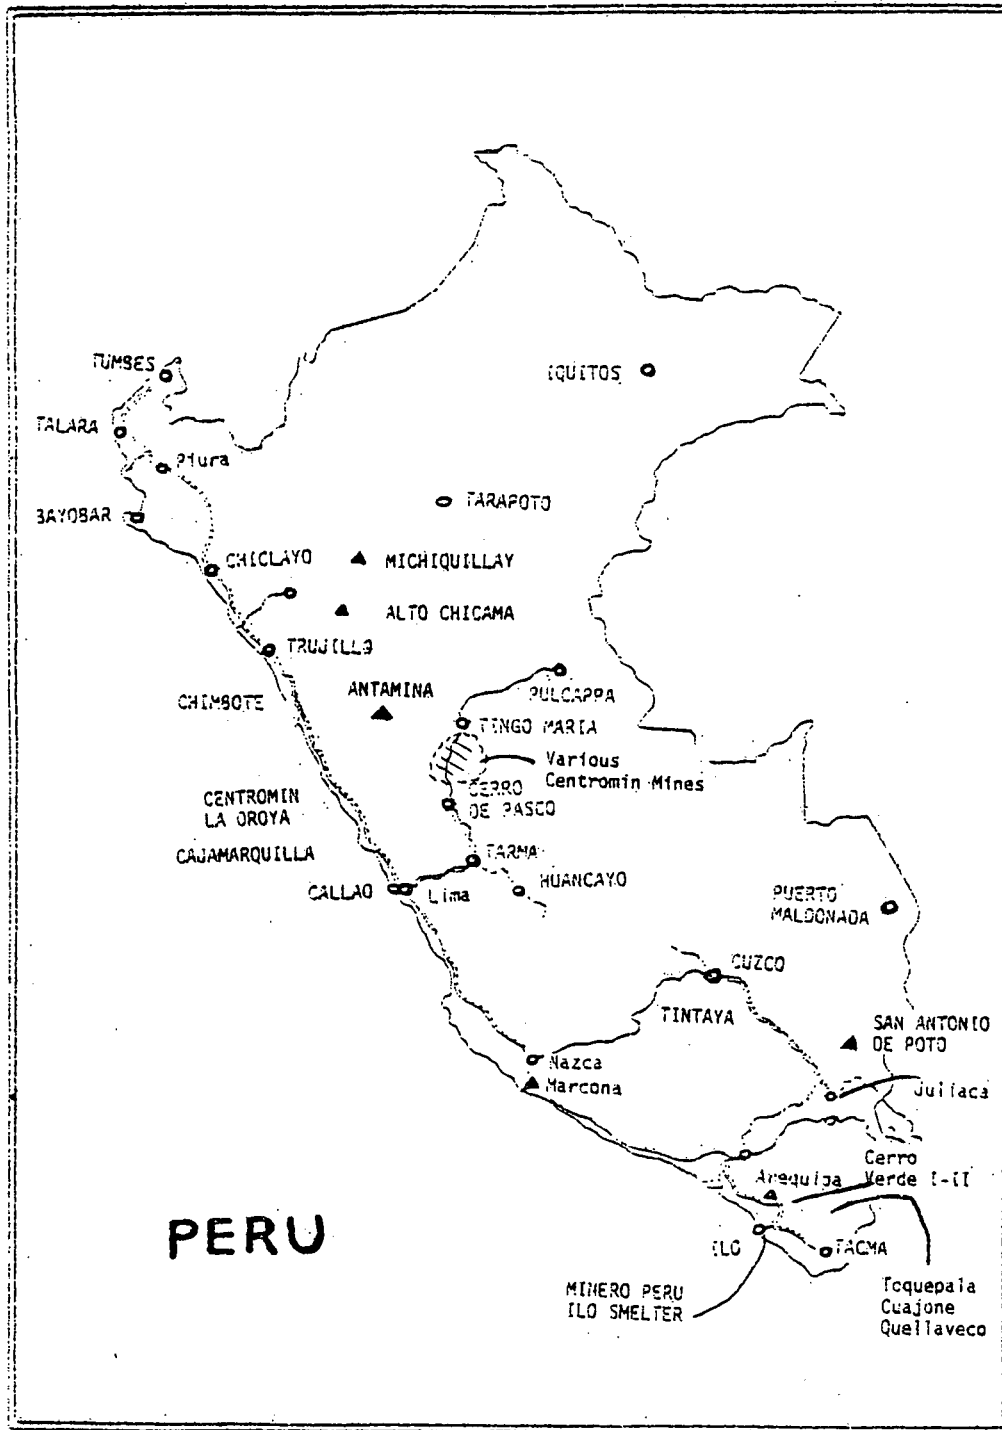 TUMBES
IQUITOS
TALARA
Piura
TARAPOTO
BAYOBAR
CHICLAYO
MICHIQUILLAY
ALTO CHICAMA
TRUJILLO
PULCAPPA
ANTAMINA
CHIMBOTE
TINGO MARIA
Various
Centromin Mines
CENTROMIN
LA OROYA
CERRO
DE PASCO
CAJAMARQUILLA
TARMA
HUANCAYO
CALLAO
Lima
PUERTO
MALDONADA
CUZCO
TINTAYA
SAN ANTONIO
DE POTO
Nazca
Marcona
Juliaca
Cerro
Verde I-II
Arequipa
PERU
ILO
TACMA
MINERO PERU
ILO SMELTER
Toquepala
Cuajone
Quellaveco